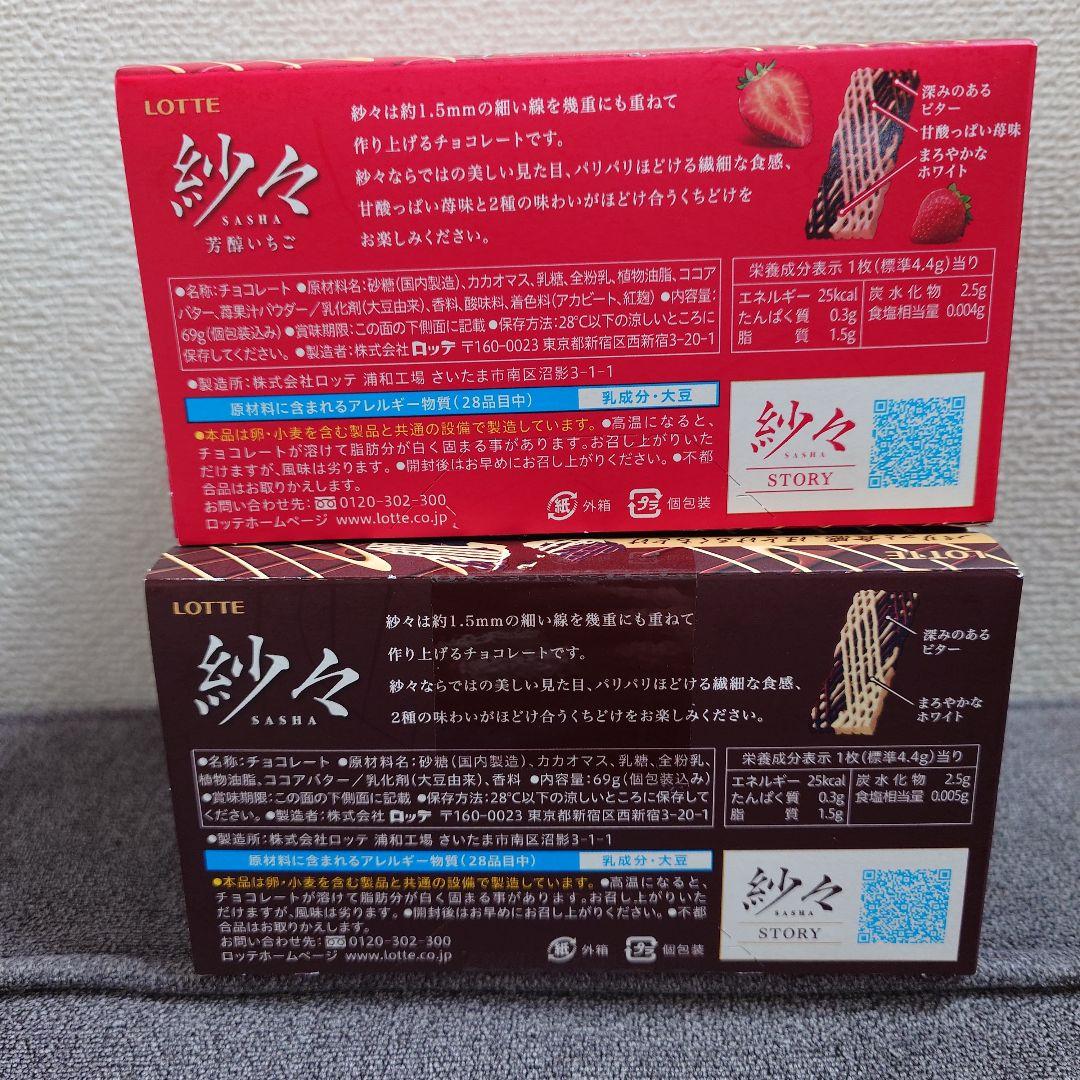 LOTTE
紗々
SASHA
芳醇いちご
紗々は約1.5mmの細い線を幾重にも重ねて
作り上げるチョコレートです。
紗々ならではの美しい見た目、パリパリほどける繊細な食感、
甘酸っぱい苺味と2種の味わいがほどけ合うくちどけを
お楽しみください。
深みのある
ビター
甘酸っぱい苺味
まろやかな
ホワイト
●名称:チョコレート ●原材料名:砂糖(国内製造)、カカオマス、乳糖、全粉乳、植物油脂、ココア
バター、苺果汁パウダー/乳化剤(大豆由来)、香料、酸味料、着色料(アカビート、紅麹) ●内容量:
69g(個包装込み) ●賞味期限:この面の下側面に記載 ●保存方法:28℃以下の涼しいところに
保存してください。 ●製造者:株式会社ロッテ 〒160-0023 東京都新宿区西新宿3-20-1
栄養成分表示 1枚(標準4.4g)当り
エネルギー 25kcal 炭水化物 2.5g
たんぱく質 0.3g 食塩相当量 0.004g
脂質 1.5g
●製造所:株式会社ロッテ 浦和工場 さいたま市南区沼影3-1-1
原材料に含まれるアレルギー物質(28品目中) 乳成分・大豆
●本品は卵・小麦を含む製品と共通の設備で製造しています。 ●高温になると、
チョコレートが溶けて脂肪分が白く固まる事があります。お召し上がりいた
だけますが、風味は劣ります。 ●開封後はお早めにお召し上がりください。 ●不都
合品はお取りかえします。
お問い合わせ先: 0120-302-300
ロッテホームページ www.lotte.co.jp
紙 外箱 プラ 個包装
紗々
SASHA
STORY
パリッと食感、ほどけるくちどけ
LOTTE
LOTTE
紗々
SASHA
紗々は約1.5mmの細い線を幾重にも重ねて
作り上げるチョコレートです。
紗々ならではの美しい見た目、パリパリほどける繊細な食感、
2種の味わいがほどけ合うくちどけをお楽しみください。
深みのある
ビター
まろやかな
ホワイト
●名称:チョコレート ●原材料名:砂糖(国内製造)、カカオマス、乳糖、全粉乳、
植物油脂、ココアバター/乳化剤(大豆由来)、香料 ●内容量:69g(個包装込み)
●賞味期限:この面の下側面に記載 ●保存方法:28℃以下の涼しいところに保存して
ください。 ●製造者:株式会社ロッテ 〒160-0023 東京都新宿区西新宿3-20-1
栄養成分表示 1枚(標準4.4g)当り
エネルギー 25kcal 炭水化物 2.5g
たんぱく質 0.3g 食塩相当量 0.005g
脂質 1.5g
●製造所:株式会社ロッテ 浦和工場 さいたま市南区沼影3-1-1
原材料に含まれるアレルギー物質(28品目中) 乳成分・大豆
●本品は卵・小麦を含む製品と共通の設備で製造しています。 ●高温になると、
チョコレートが溶けて脂肪分が白く固まる事があります。お召し上がりいた
だけますが、風味は劣ります。 ●開封後はお早めにお召し上がりください。 ●不都
合品はお取りかえします。
お問い合わせ先: 0120-302-300
ロッテホームページ www.lotte.co.jp
紙 外箱 プラ 個包装
紗々
SASHA
STORY